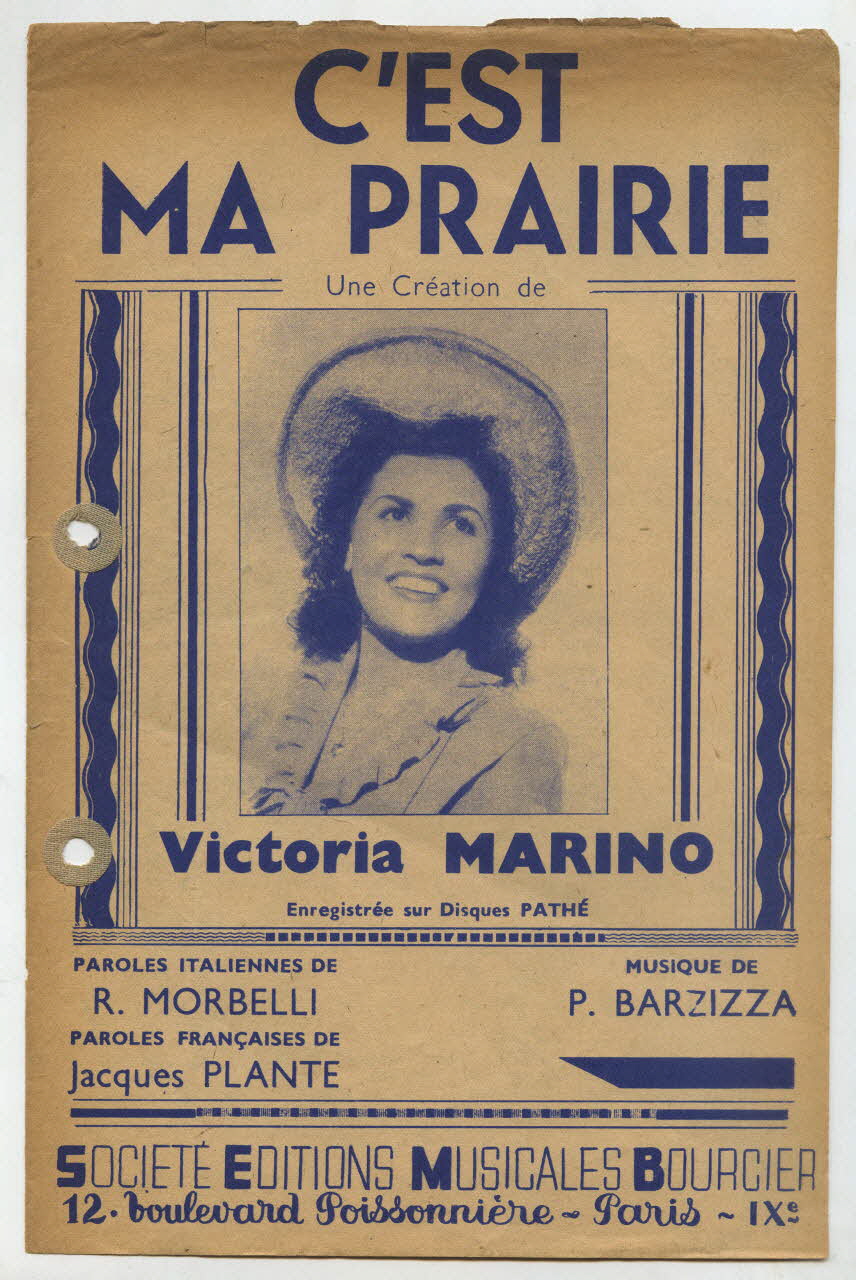 C'EST
MA PRAIRIE
Une Création de
Victoria MARINO
Enregistrée sur Disques PATHÉ
PAROLES ITALIENNES DE
R. MORBELLI
MUSIQUE DE
P. BARZIZZA
PAROLES FRANÇAISES DE
Jacques PLANTE
SOCIETÉ EDITIONS MUSICALES BOURCIER
12. boulevard Poissonnière ~ Paris ~ IXe